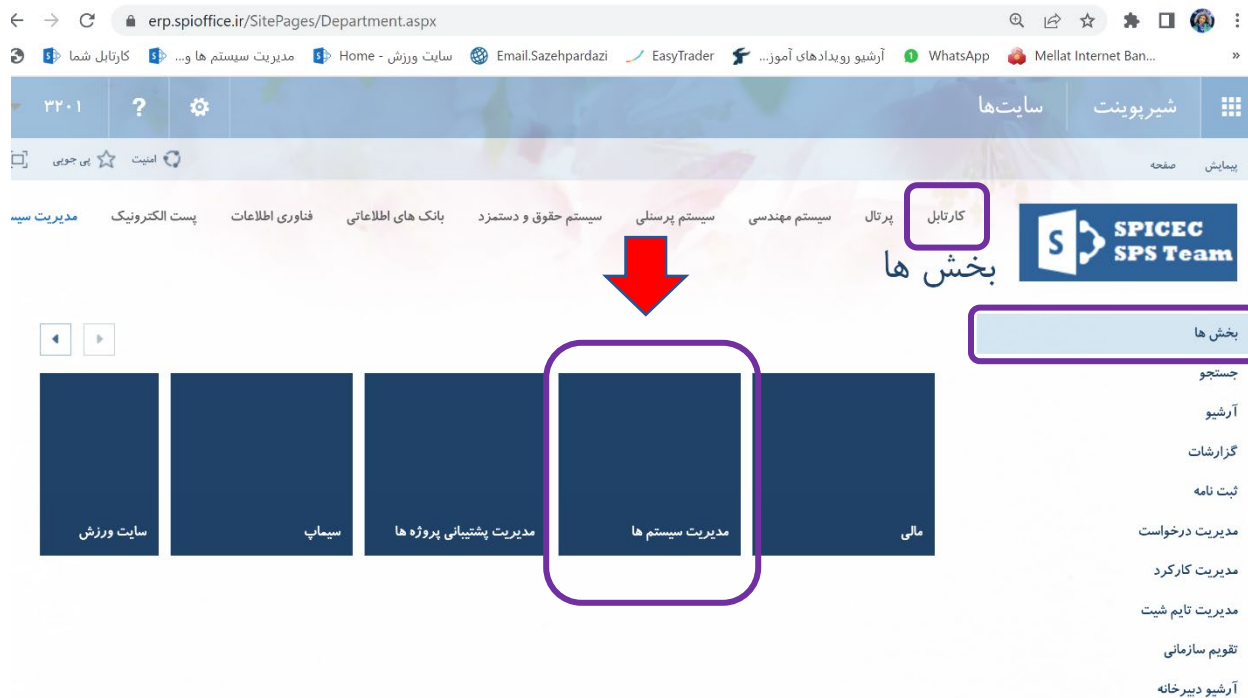 erp.spioffice.ir/SitePages/Department.aspx
کارتابل شما
مدیریت سیستم ها و...
سایت ورزش - Home
Email.Sazehpardazi
EasyTrader
آرشیو رویدادهای آموز...
WhatsApp
Mellat Internet Ban...
»
شیرپوینت
سایت‌ها
۳۲۰۱
پیمایش
صفحه
امنیت
پی جویی
SPICEC
SPS Team
کارتابل
پرتال
سیستم مهندسی
سیستم پرسنلی
سیستم حقوق و دستمزد
بانک های اطلاعاتی
فناوری اطلاعات
پست الکترونیک
مدیریت سیس
بخش ها
بخش ها
جستجو
آرشیو
گزارشات
ثبت نامه
مدیریت درخواست
مدیریت کارکرد
مدیریت تایم شیت
تقویم سازمانی
آرشیو دبیرخانه
مالی
مدیریت سیستم ها
مدیریت پشتیبانی پروژه ها
سیماپ
سایت ورزش